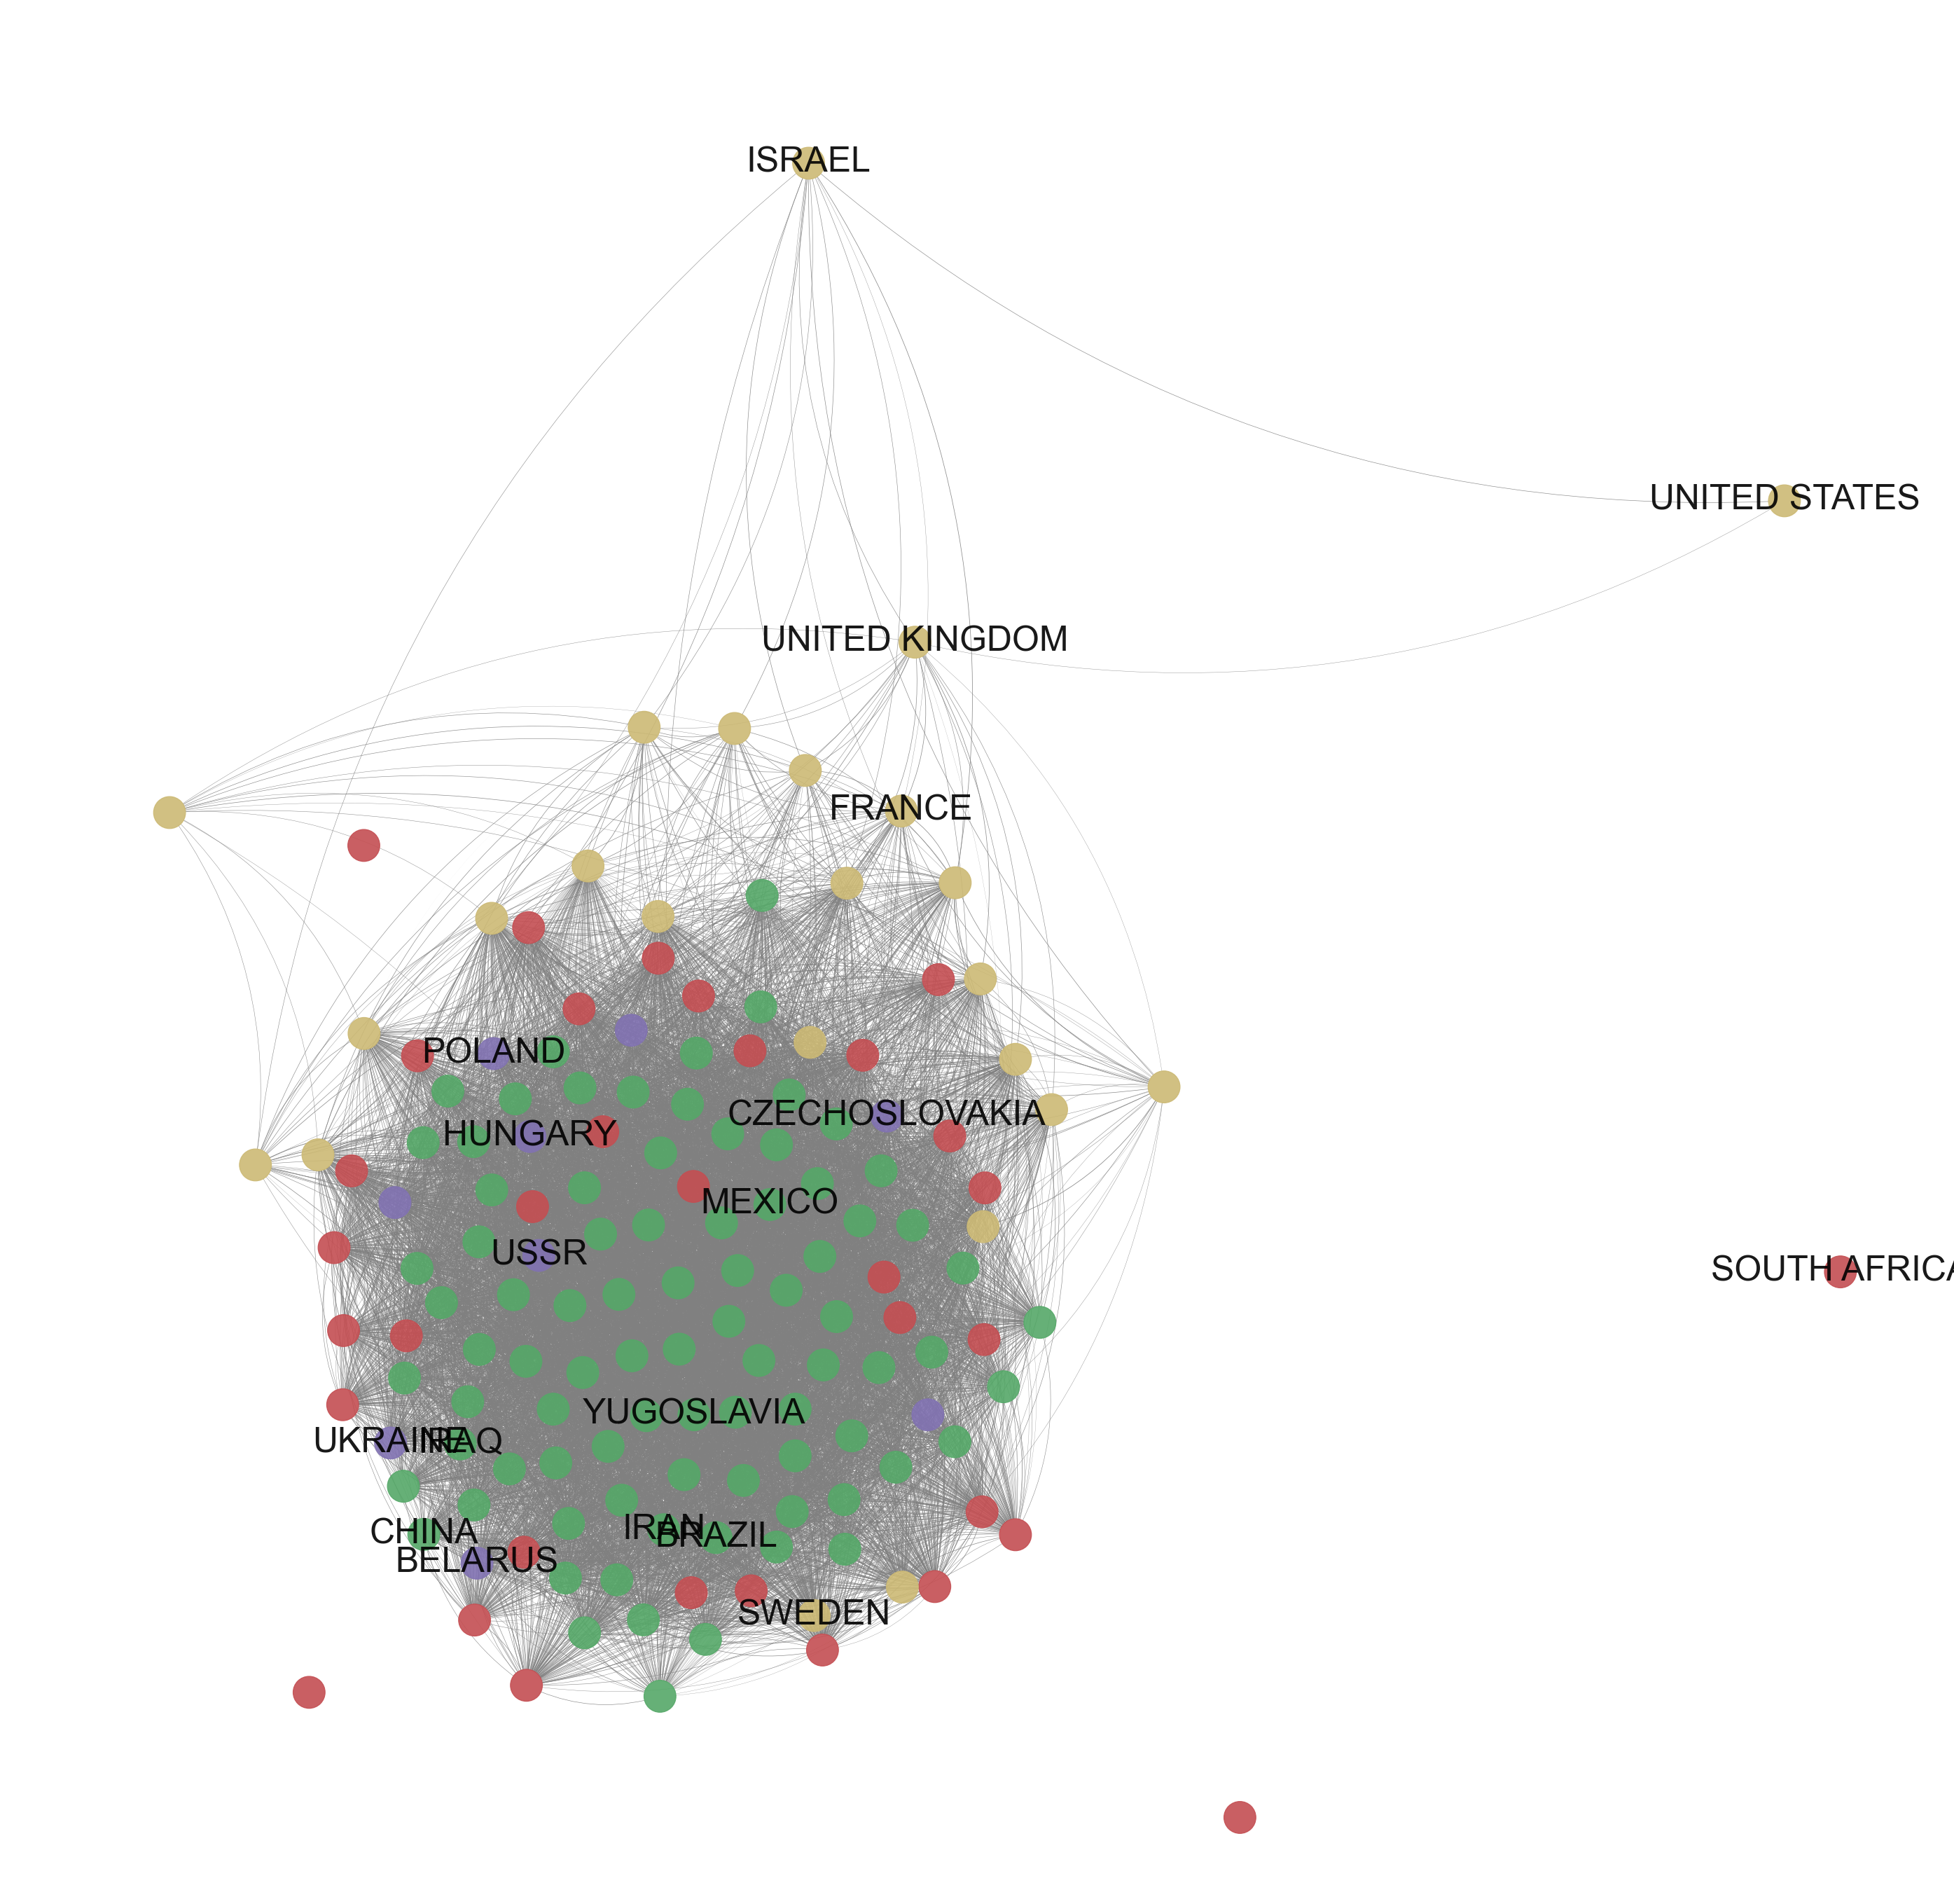 ISRAEL
UNITED STATES
UNITED KINGDOM
FRANCE
POLAND
CZECHOSLOVAKIA
HUNGARY
MEXICO
USSR
SOUTH AFRICA
YUGOSLAVIA
UKRAINE
IRAQ
IRAN
CHINA
BRAZIL
BELARUS
SWEDEN